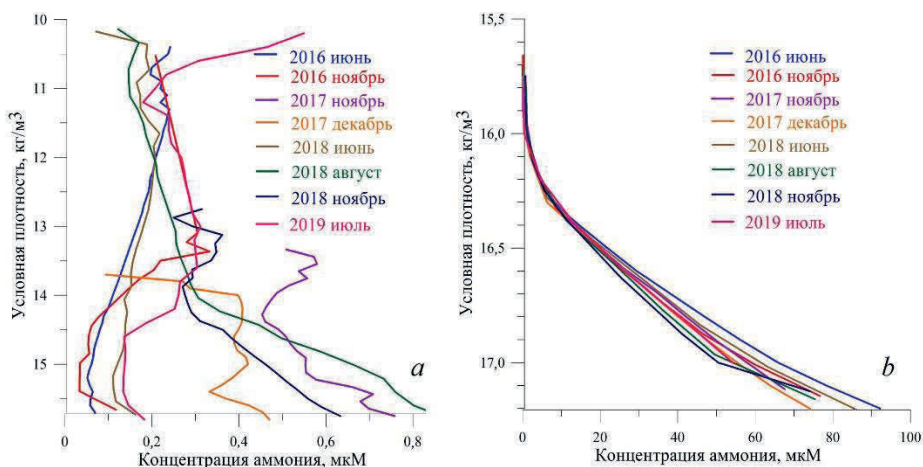 10
11
12
13
14
15
Условная плотность, кг/м3
2016 июнь
2016 ноябрь
2017 ноябрь
2017 декабрь
2018 июнь
2018 август
2018 ноябрь
2019 июль
a
0
0,2
0,4
0,6
0,8
Концентрация аммония, мкМ
15,5
16,0
16,5
17,0
Условная плотность, кг/м3
2016 июнь
2016 ноябрь
2017 ноябрь
2017 декабрь
2018 июнь
2018 август
2018 ноябрь
2019 июль
b
0
20
40
60
80
100
Концентрация аммония, мкМ